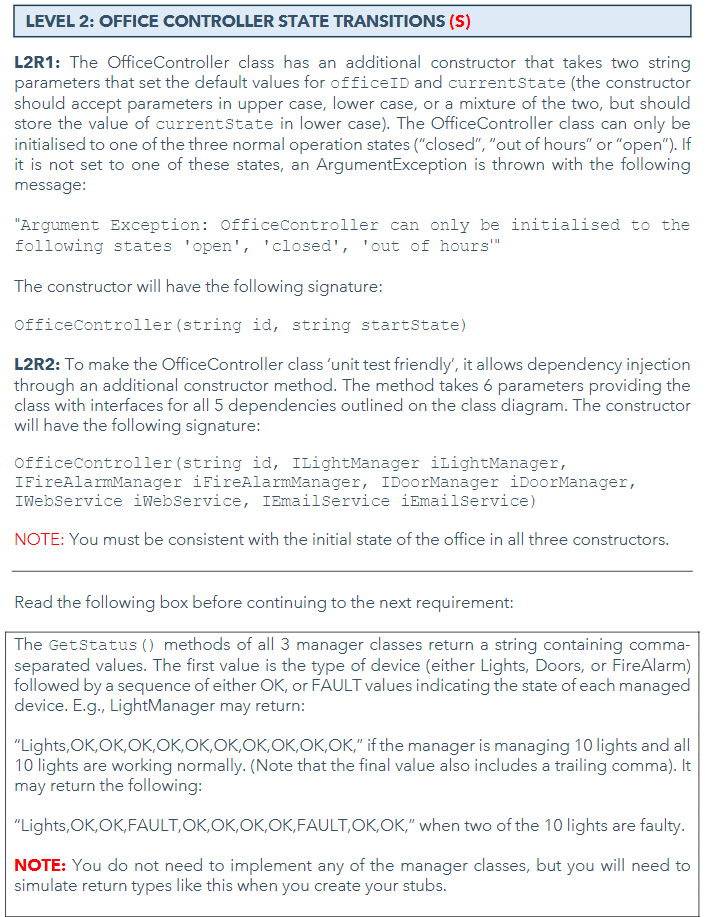 LEVEL 2: OFFICE CONTROLLER STATE TRANSITIONS (S)
L2R1: The OfficeController class has an additional constructor that takes two string
parameters that set the default values for officeID and currentState (the constructor
should accept parameters in upper case, lower case, or a mixture of the two, but should
store the value of currentState in lower case). The OfficeController class can only be
initialised to one of the three normal operation states (“closed”, “out of hours” or “open”). If
it is not set to one of these states, an ArgumentException is thrown with the following
message:
"Argument Exception: OfficeController can only be initialised to the
following states 'open', 'closed', 'out of hours'"
The constructor will have the following signature:
OfficeController(string id, string startState)
L2R2: To make the OfficeController class ‘unit test friendly’, it allows dependency injection
through an additional constructor method. The method takes 6 parameters providing the
class with interfaces for all 5 dependencies outlined on the class diagram. The constructor
will have the following signature:
OfficeController(string id, ILightManager iLightManager,
IFireAlarmManager iFireAlarmManager, IDoorManager iDoorManager,
IWebService iWebService, IEmailService iEmailService)
NOTE: You must be consistent with the initial state of the office in all three constructors.
Read the following box before continuing to the next requirement:
The GetStatus() methods of all 3 manager classes return a string containing comma-
separated values. The first value is the type of device (either Lights, Doors, or FireAlarm)
followed by a sequence of either OK, or FAULT values indicating the state of each managed
device. E.g., LightManager may return:
“Lights,OK,OK,OK,OK,OK,OK,OK,OK,OK,OK,” if the manager is managing 10 lights and all
10 lights are working normally. (Note that the final value also includes a trailing comma). It
may return the following:
“Lights,OK,OK,FAULT,OK,OK,OK,OK,FAULT,OK,OK,” when two of the 10 lights are faulty.
NOTE: You do not need to implement any of the manager classes, but you will need to
simulate return types like this when you create your stubs.